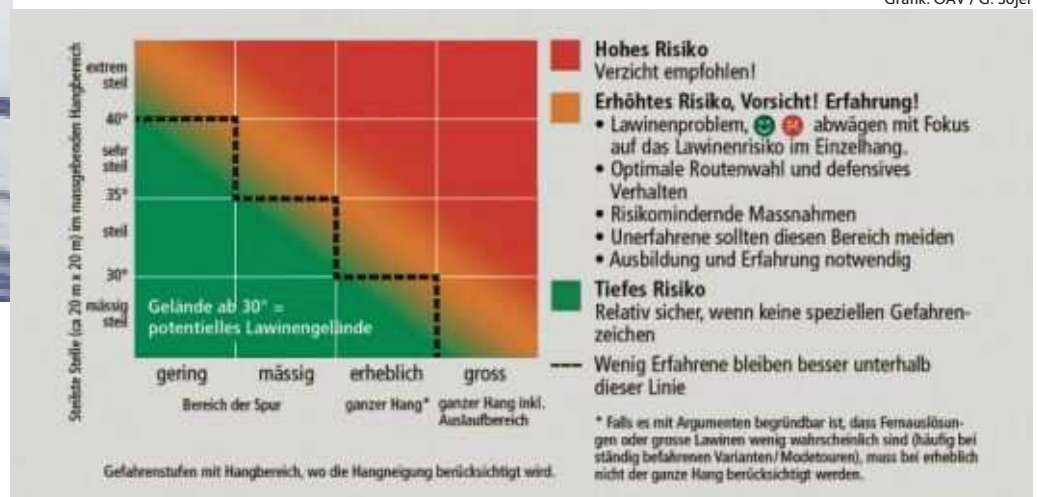 Grafik: ÖAV / G. Sojer
Steilste Stelle (ca 20 m x 20 m) im massgebenden Hangbereich
extrem
steil
40°
sehr
steil
35°
steil
30°
mässig
steil
Gelände ab 30° =
potentielles Lawinengelände
gering mässig erheblich gross
Bereich der Spur ganzer Hang* ganzer Hang inkl.
Auslaufbereich
Gefahrenstufen mit Hangbereich, wo die Hangneigung berücksichtigt wird.
Hohes Risiko
Verzicht empfohlen!
Erhöhtes Risiko, Vorsicht! Erfahrung!
• Lawinenproblem, abwägen mit Fokus
auf das Lawinenrisiko im Einzelhang.
• Optimale Routenwahl und defensives
Verhalten
• Risikomindernde Massnahmen
• Unerfahrene sollten diesen Bereich meiden
• Ausbildung und Erfahrung notwendig
Tiefes Risiko
Relativ sicher, wenn keine speziellen Gefahren-
zeichen
Wenig Erfahrene bleiben besser unterhalb
dieser Linie
* Falls es mit Argumenten begründbar ist, dass Fernauslösun-
gen oder grosse Lawinen wenig wahrscheinlich sind (häufig bei
ständig befahrenen Varianten/Modetouren), muss bei erheblich
nicht der ganze Hang berücksichtigt werden.